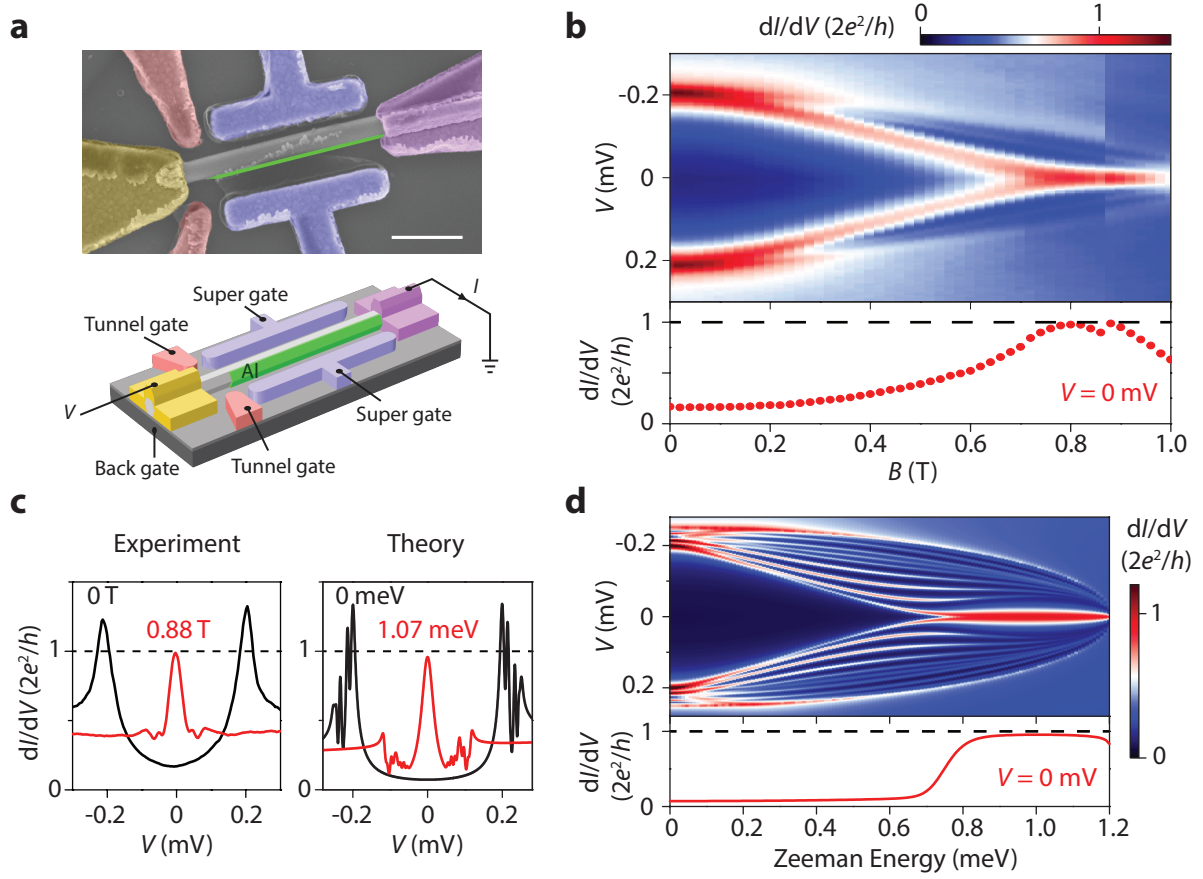 a
Super gate
Tunnel gate
Al
I
V
Super gate
Back gate
Tunnel gate
b
dI/dV (2e²/h)
0
1
-0.2
0
0.2
V (mV)
1
0
dI/dV
(2e²/h)
V = 0 mV
0
0.2
0.4
0.6
0.8
1.0
B (T)
c
Experiment
0 T
0.88 T
1
0
dI/dV (2e²/h)
-0.2
0
0.2
V (mV)
Theory
0 meV
1.07 meV
1
0
-0.2
0
0.2
V (mV)
d
-0.2
0
0.2
V (mV)
dI/dV
(2e²/h)
1
0
1
0
dI/dV
(2e²/h)
V = 0 mV
0
0.2
0.4
0.6
0.8
1.0
1.2
Zeeman Energy (meV)